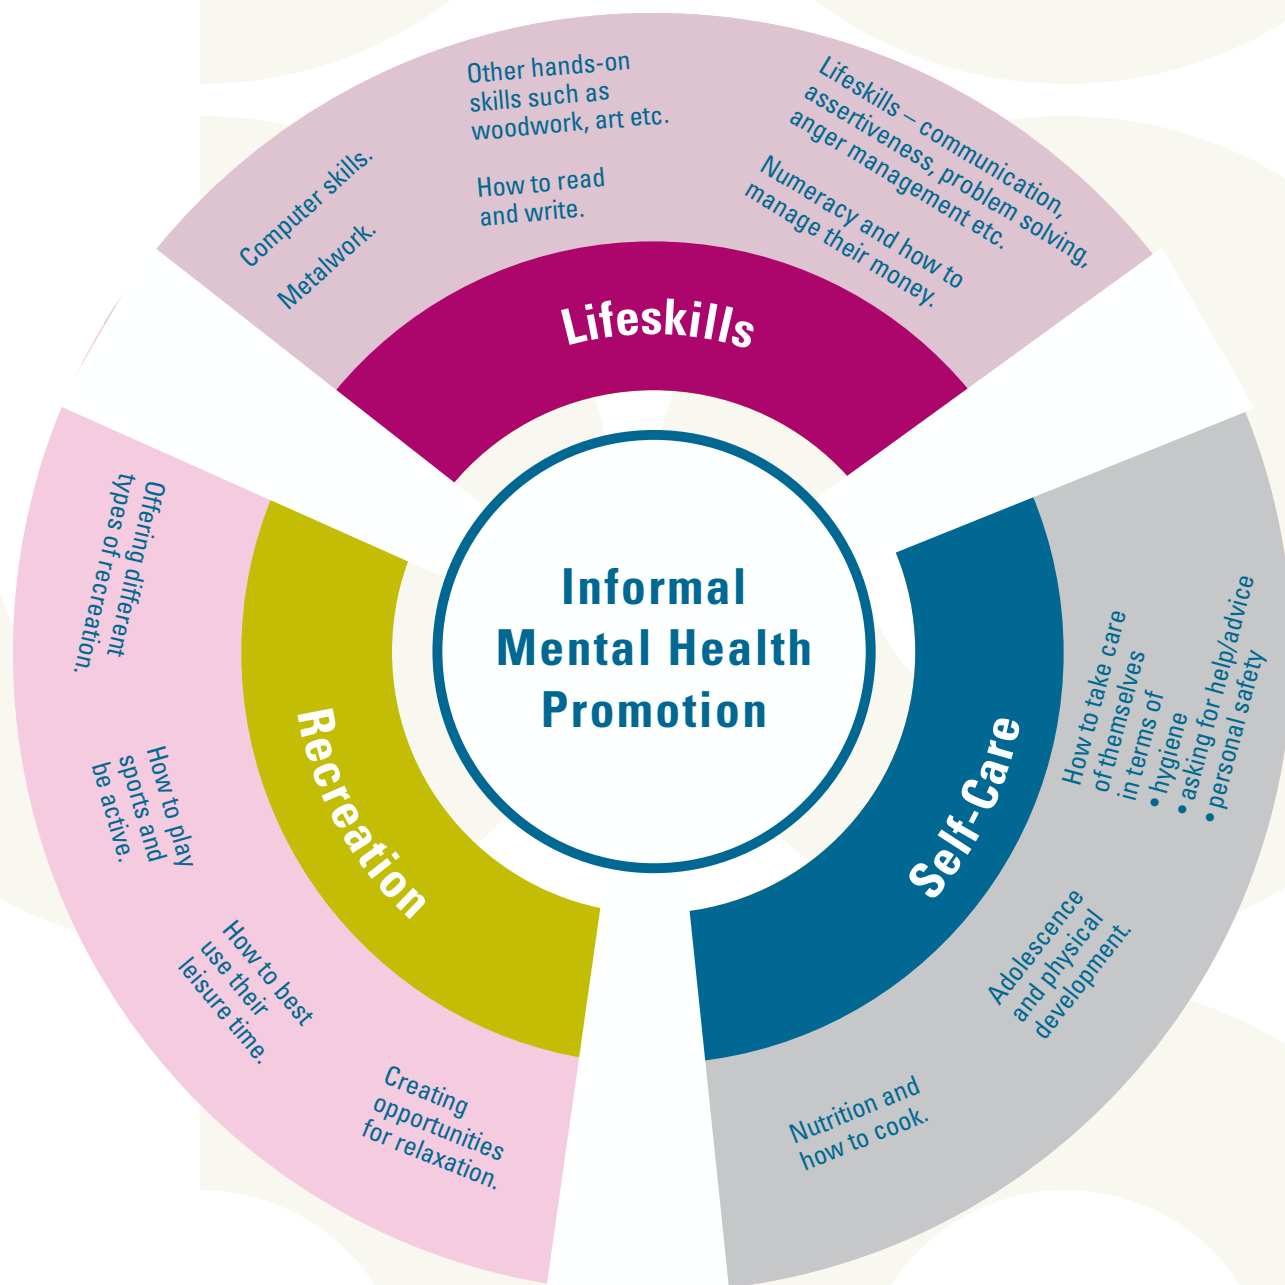 Computer skills.
Metalwork.
Other hands-on
skills such as
woodwork, art etc.
How to read
and write.
Lifeskills – communication,
assertiveness, problem solving,
anger management etc.
Numeracy and how to
manage their money.
Lifeskills
Informal
Mental Health
Promotion
Self-Care
How to take care
of themselves
in terms of
• hygiene
• asking for help/advice
• personal safety
Adolescence
and physical
development.
Nutrition and
how to cook.
Recreation
Offering different
types of recreation.
How to play
sports and
be active.
How to best
use their
leisure time.
Creating
opportunities
for relaxation.